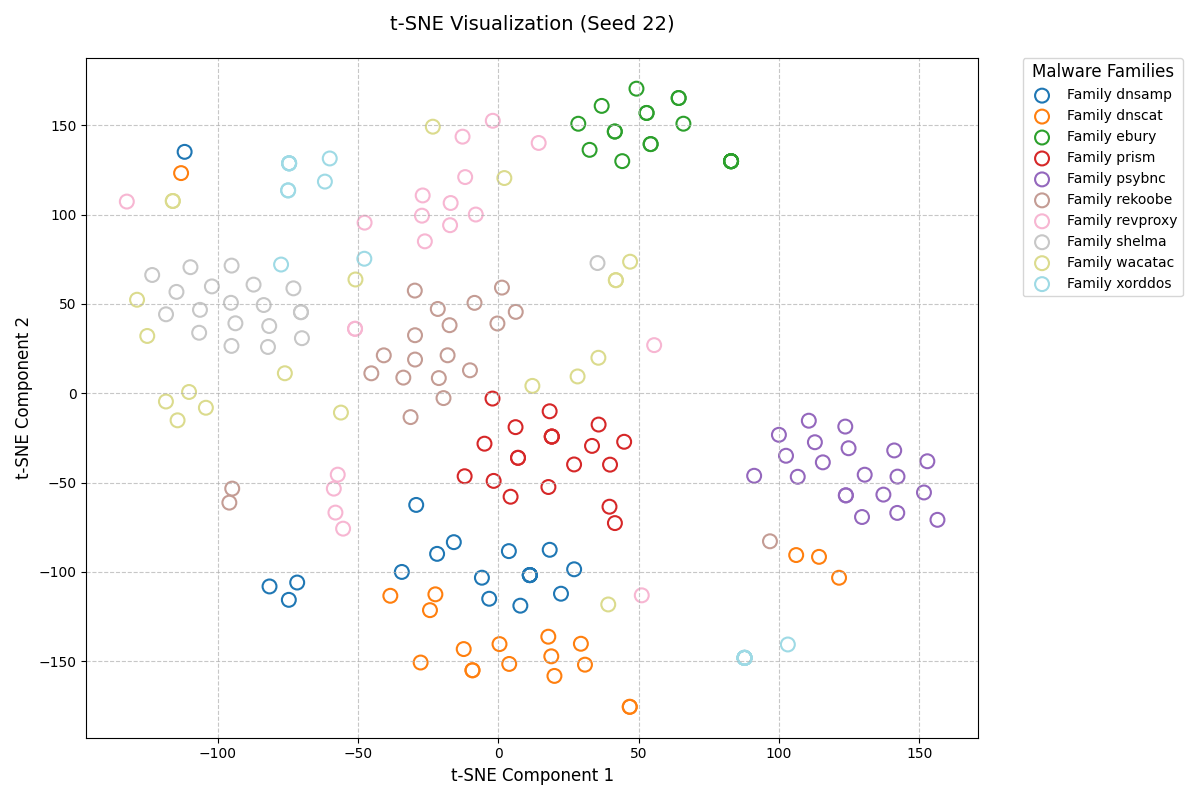 t-SNE Visualization (Seed 22)
Malware Families
Family dnsamp
Family dnscat
Family ebury
Family prism
Family psybnc
Family rekoobe
Family revproxy
Family shelma
Family wacatac
Family xorddos
t-SNE Component 2
150
100
50
0
−50
−100
−150
−100
−50
0
50
100
150
t-SNE Component 1